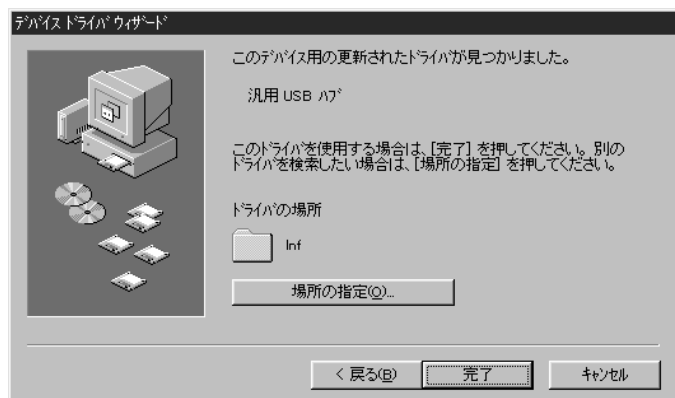 ﾃﾞﾊﾞｲｽ ﾄﾞﾗｲﾊﾞ ｳｨｻﾞｰﾄﾞ
このﾃﾞﾊﾞｲｽ用の更新されたﾄﾞﾗｲﾊﾞが見つかりました。
汎用 USB ﾊﾌﾞ
このﾄﾞﾗｲﾊﾞを使用する場合は、[完了] を押してください。別の
ﾄﾞﾗｲﾊﾞを検索したい場合は、[場所の指定] を押してください。
ﾄﾞﾗｲﾊﾞの場所
Inf
場所の指定(O)...
< 戻る(B)
完了
ｷｬﾝｾﾙ